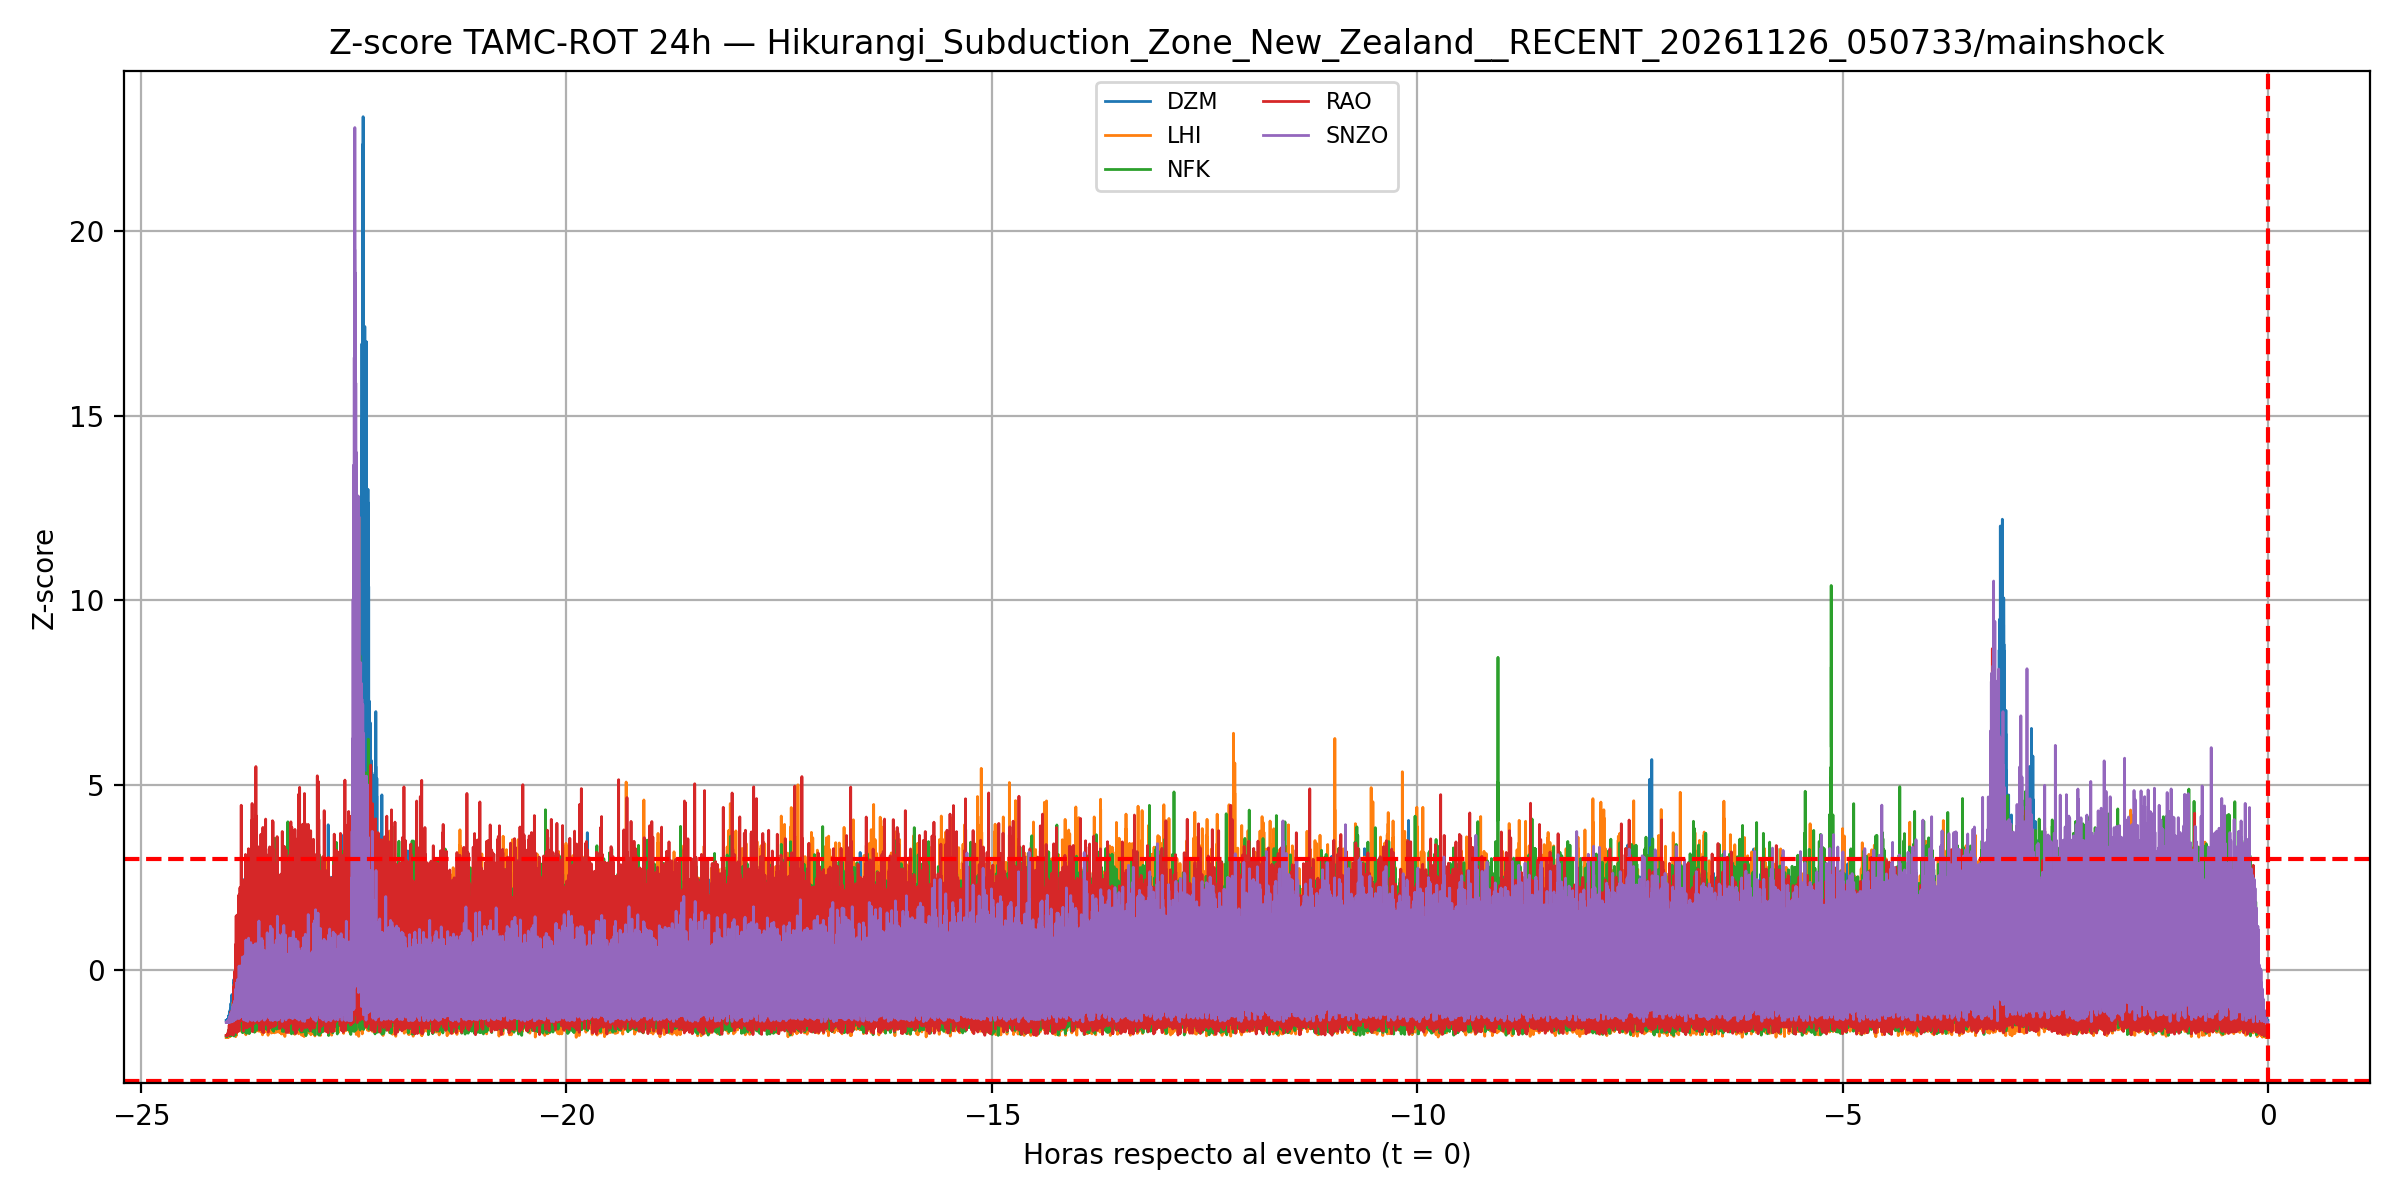 Z-score TAMC-ROT 24h — Hikurangi_Subduction_Zone_New_Zealand__RECENT_20261126_050733/mainshock
DZM
LHI
NFK
RAO
SNZO
Z-score
20
15
10
5
0
−25
−20
−15
−10
−5
0
Horas respecto al evento (t = 0)